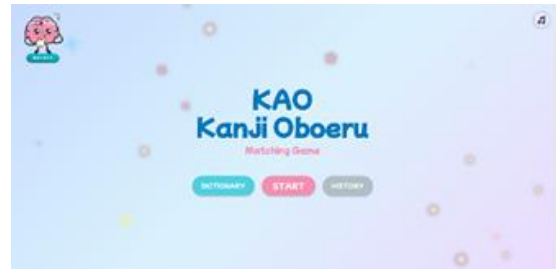 KAO
Kanji Oboeru
Matching Game
DICTIONARY
START
HISTORY